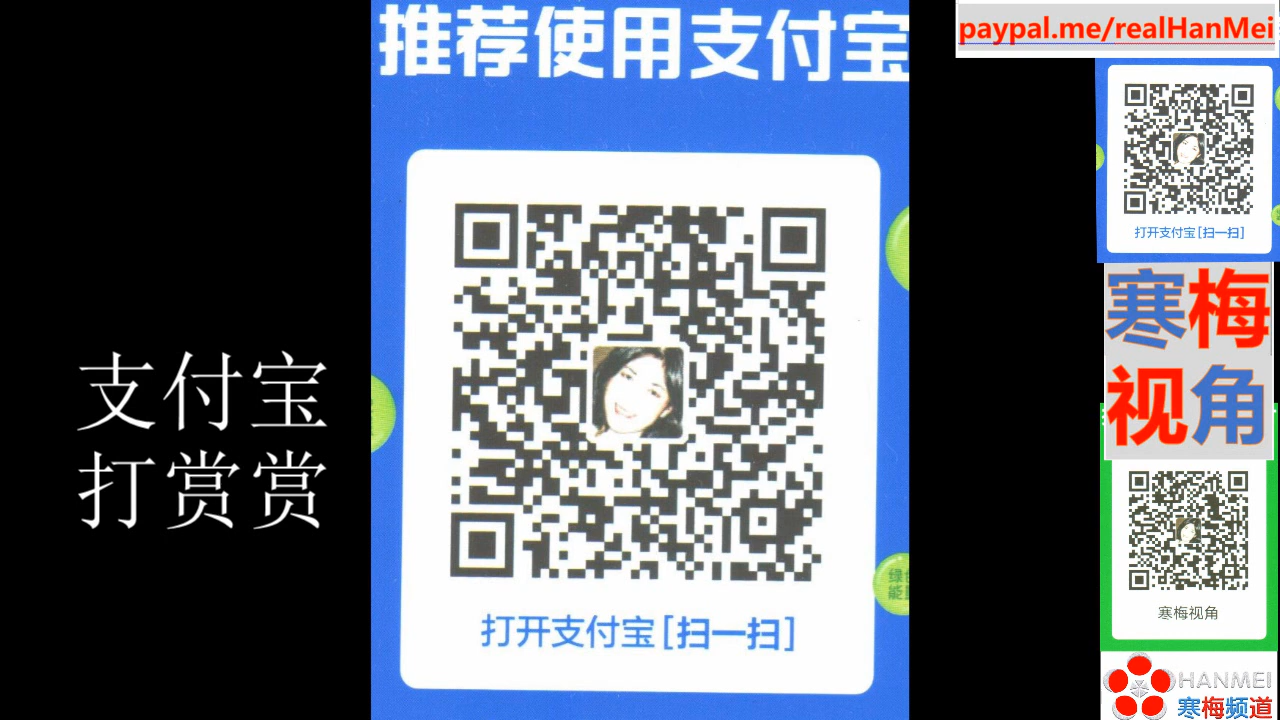 推荐使用支付宝
支付宝
打赏赏
打开支付宝[扫一扫]
paypal.me/realHanMei
打开支付宝[扫一扫]
寒梅
视角
寒梅视角
HANMEI
寒梅频道